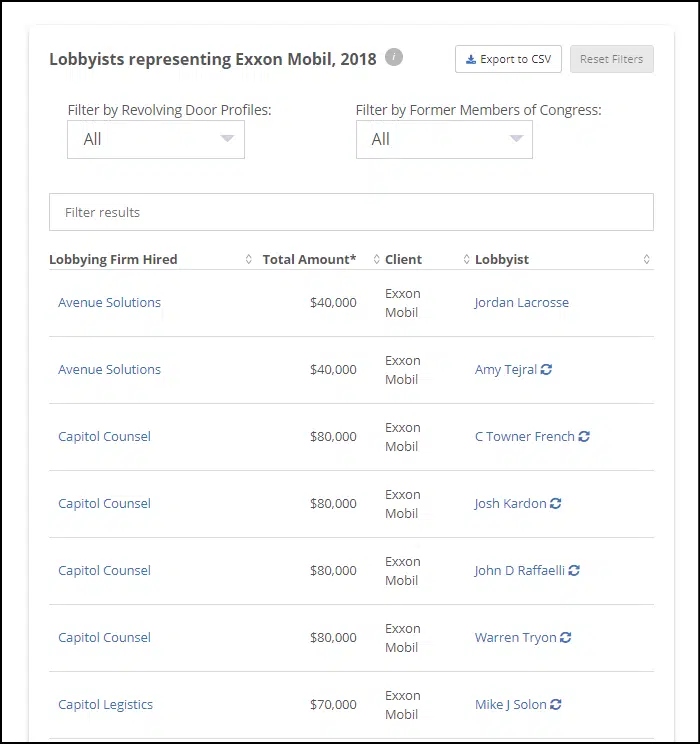 Lobbyists representing Exxon Mobil, 2018 i
Export to CSV
Reset Filters
Filter by Revolving Door Profiles:
Filter by Former Members of Congress:
All
All
Filter results
Lobbying Firm Hired Total Amount* Client Lobbyist
Avenue Solutions $40,000 Exxon Mobil Jordan Lacrosse
Avenue Solutions $40,000 Exxon Mobil Amy Tejral
Capitol Counsel $80,000 Exxon Mobil C Towner French
Capitol Counsel $80,000 Exxon Mobil Josh Kardon
Capitol Counsel $80,000 Exxon Mobil John D Raffaelli
Capitol Counsel $80,000 Exxon Mobil Warren Tryon
Capitol Legistics $70,000 Exxon Mobil Mike J Solon